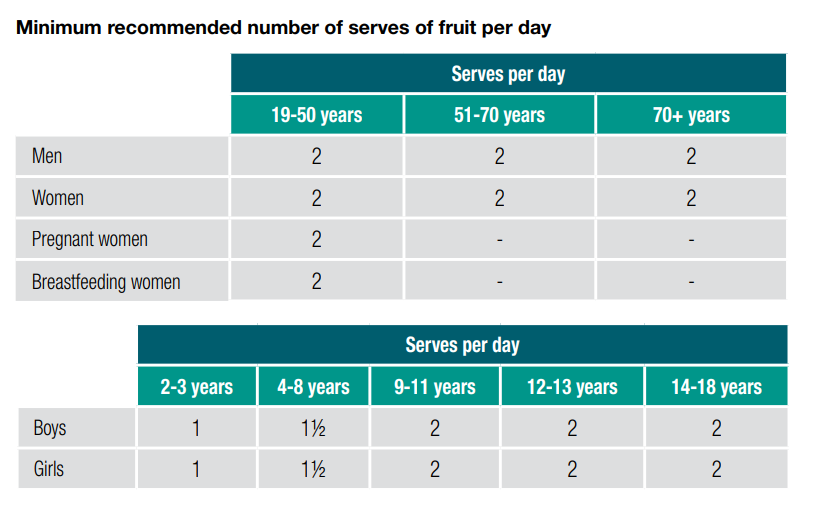 Minimum recommended number of serves of fruit per day
Serves per day
19-50 years 51-70 years 70+ years
Men 2 2 2
Women 2 2 2
Pregnant women 2 - -
Breastfeeding women 2 - -
Serves per day
2-3 years 4-8 years 9-11 years 12-13 years 14-18 years
Boys 1 1½ 2 2 2
Girls 1 1½ 2 2 2